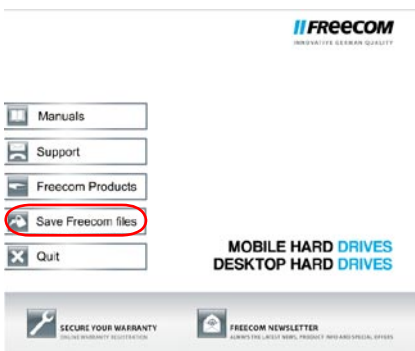 FREECOM
INNOVATIVE GERMAN QUALITY
Manuals
Support
Freecom Products
Save Freecom files
Quit
MOBILE HARD DRIVES
DESKTOP HARD DRIVES
SECURE YOUR WARRANTY
ONLINE WARRANTY REGISTRATION
FREECOM NEWSLETTER
ALWAYS THE LATEST NEWS, PRODUCT INFO AND SPECIAL OFFERS